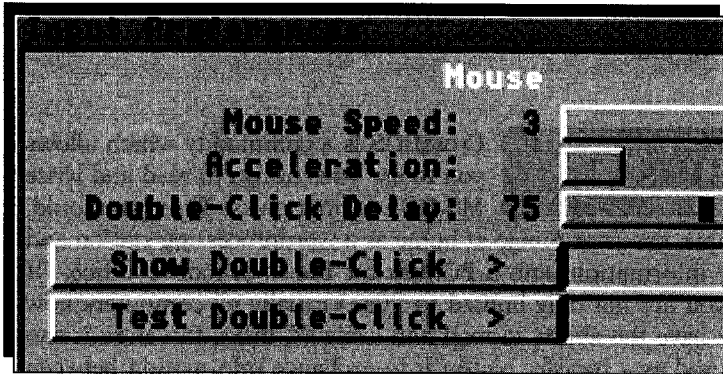 Mouse
Mouse Speed: 3
Acceleration:
Double-Click Delay: 75
Show Double-Click >
Test Double-Click >